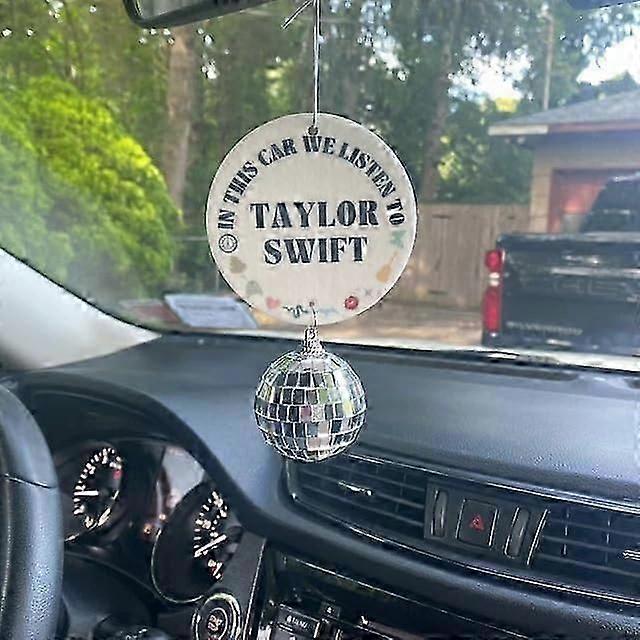 IN THIS CAR WE LISTEN TO
TAYLOR
SWIFT